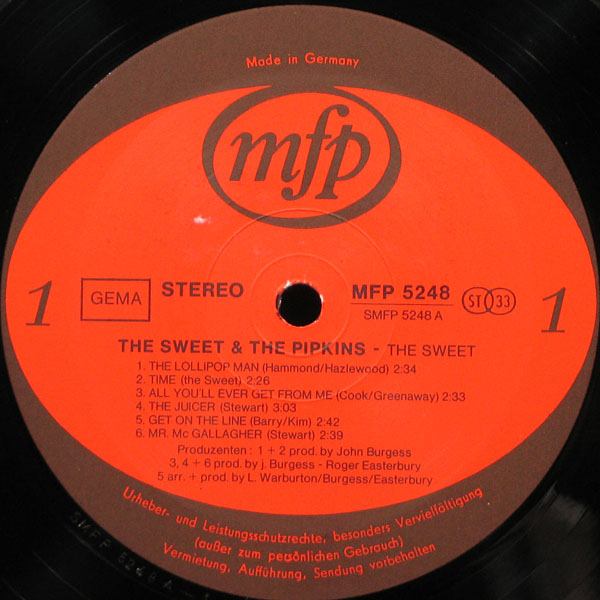 Made in Germany
mfp
1
GEMA
STEREO
MFP 5248
ST 33
SMFP 5248 A
1
THE SWEET & THE PIPKINS - THE SWEET
1. THE LOLLIPOP MAN (Hammond/Hazlewood) 2:34
2. TIME (the Sweet) 2:26
3. ALL YOU'LL EVER GET FROM ME (Cook/Greenaway) 2:33
4. THE JUICER (Stewart) 3:03
5. GET ON THE LINE (Barry/Kim) 2:42
6. MR. Mc GALLAGHER (Stewart) 2:39
Produzenten : 1 + 2 prod. by John Burgess
3, 4 + 6 prod. by j. Burgess - Roger Easterbury
5 arr. + prod. by L. Warburton/Burgess/Easterbury
Urheber- und Leistungsschutzrechte, besonders Vervielfältigung
(außer zum persönlichen Gebrauch)
Vermietung, Aufführung, Sendung vorbehalten
SMFP 5248 A - 1